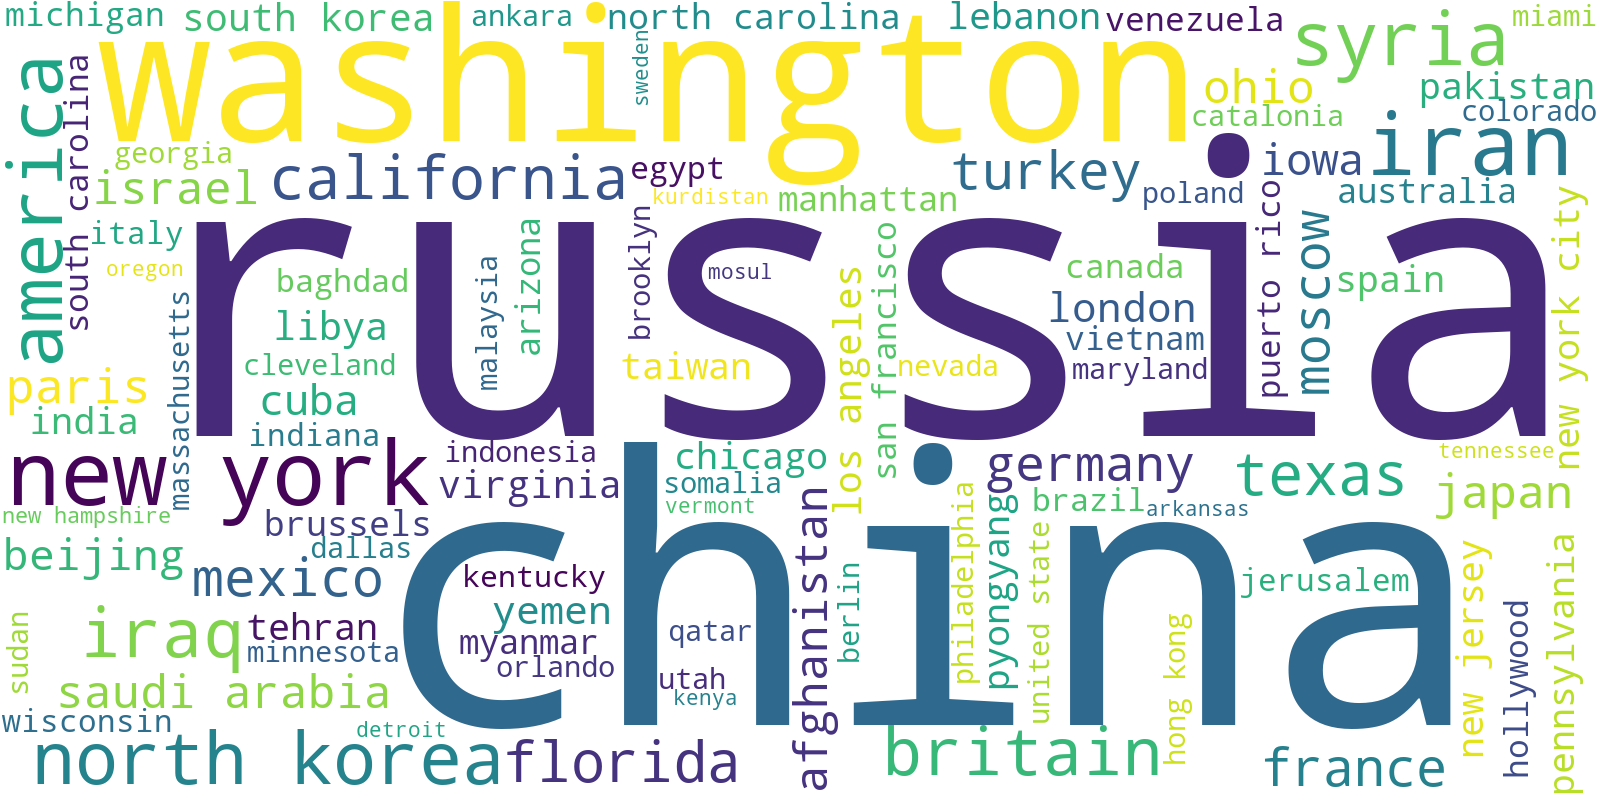 michigan
south korea
ankara
north carolina
lebanon
venezuela
miami
washington
sweden
syria
ohio
pakistan
catalonia
colorado
america
south carolina
georgia
israel
california
egypt
kurdistan
manhattan
turkey
poland
iowa
iran
australia
italy
oregon
russia
baghdad
malaysia
arizona
brooklyn
mosul
los angeles
san francisco
canada
london
vietnam
maryland
puerto rico
moscow
spain
new york city
massachusetts
libya
cleveland
taiwan
nevada
paris
india
cuba
indiana
new york
indonesia
virginia
chicago
somalia
vermont
germany
texas
tennessee
japan
new hampshire
brussels
beijing
dallas
china
afghanistan
philadelphia
pyongyang
brazil
arkansas
united state
mexico
kentucky
yemen
berlin
jerusalem
iraq
tehran
minnesota
myanmar
orlando
qatar
utah
kenya
sudan
saudi arabia
hong kong
new jersey
hollywood
pennsylvania
wisconsin
detroit
north korea
florida
britain
france